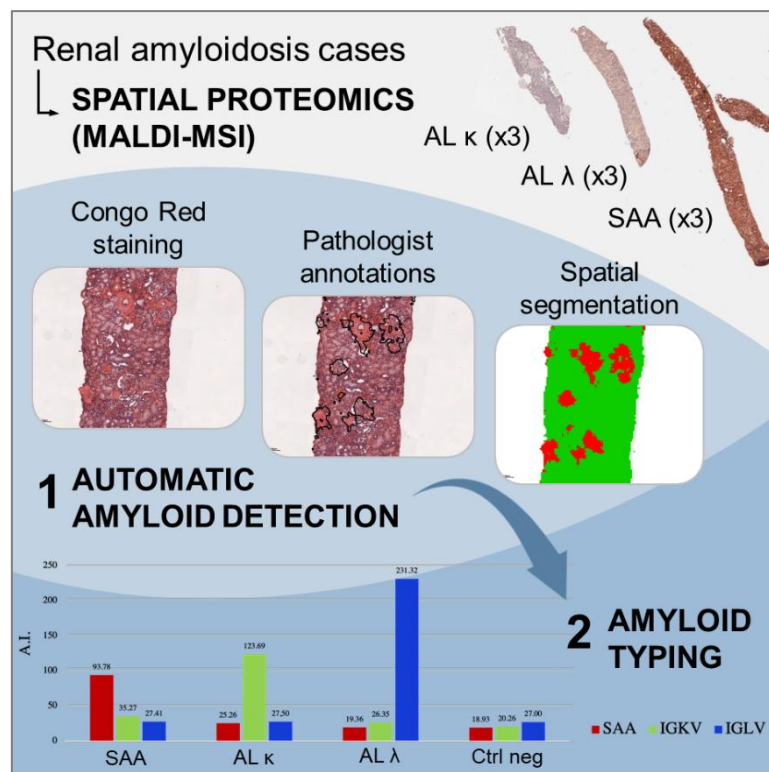 Renal amyloidosis cases
SPATIAL PROTEOMICS
(MALDI-MSI)
AL κ (x3)
AL λ (x3)
SAA (x3)
Congo Red
staining
Pathologist
annotations
Spatial
segmentation
1 AUTOMATIC
AMYLOID DETECTION
2 AMYLOID
TYPING
A.I.
250
200
150
100
50
0
93.78
35.27
27.41
25.26
123.69
27,50
19.36
26.35
231.32
18.93
20.26
27.00
SAA
AL κ
AL λ
Ctrl neg
SAA IGKV IGLV